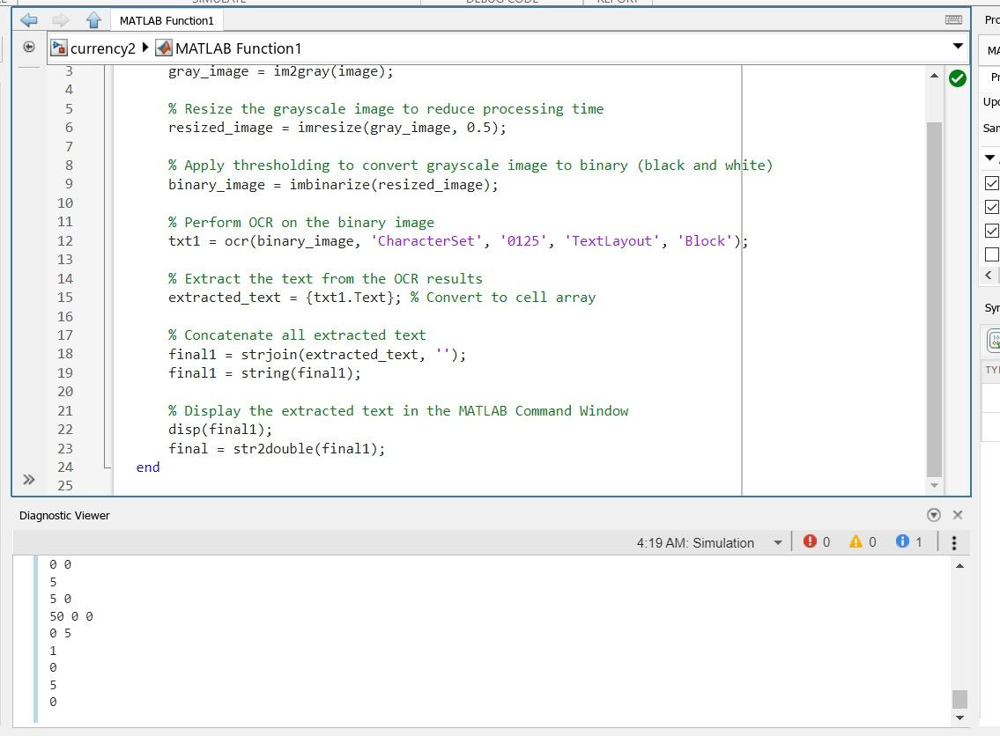 MATLAB Function1
currency2 MATLAB Function1
3 gray_image = im2gray(image);
4
5 % Resize the grayscale image to reduce processing time
6 resized_image = imresize(gray_image, 0.5);
7
8 % Apply thresholding to convert grayscale image to binary (black and white)
9 binary_image = imbinarize(resized_image);
10
11 % Perform OCR on the binary image
12 txt1 = ocr(binary_image, 'CharacterSet', '0125', 'TextLayout', 'Block');
13
14 % Extract the text from the OCR results
15 extracted_text = {txt1.Text}; % Convert to cell array
16
17 % Concatenate all extracted text
18 final1 = strjoin(extracted_text, '');
19 final1 = string(final1);
20
21 % Display the extracted text in the MATLAB Command Window
22 disp(final1);
23 final = str2double(final1);
24 end
25
Diagnostic Viewer
4:19 AM: Simulation 0 0 1
0 0
5
5 0
50 0 0
0 5
1
0
5
0